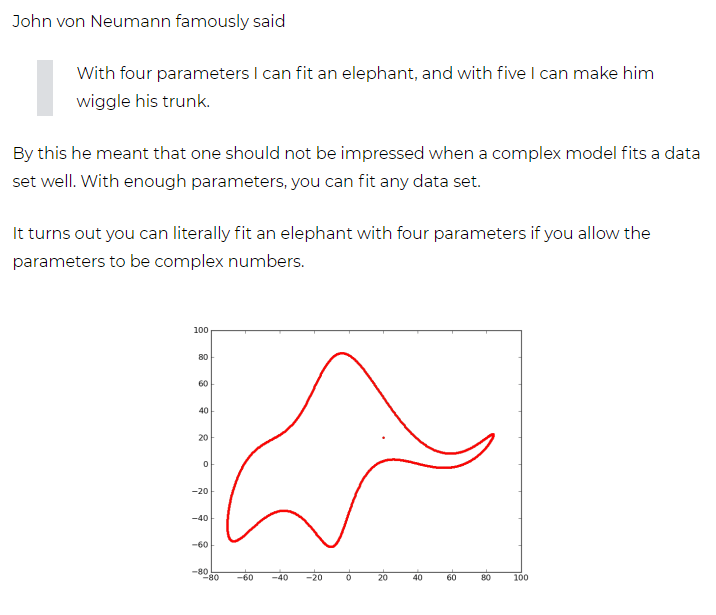 John von Neumann famously said
With four parameters I can fit an elephant, and with five I can make him
wiggle his trunk.
By this he meant that one should not be impressed when a complex model fits a data
set well. With enough parameters, you can fit any data set.
It turns out you can literally fit an elephant with four parameters if you allow the
parameters to be complex numbers.
100
80
60
40
20
0
−20
−40
−60
−80
−80 −60 −40 −20 0 20 40 60 80 100